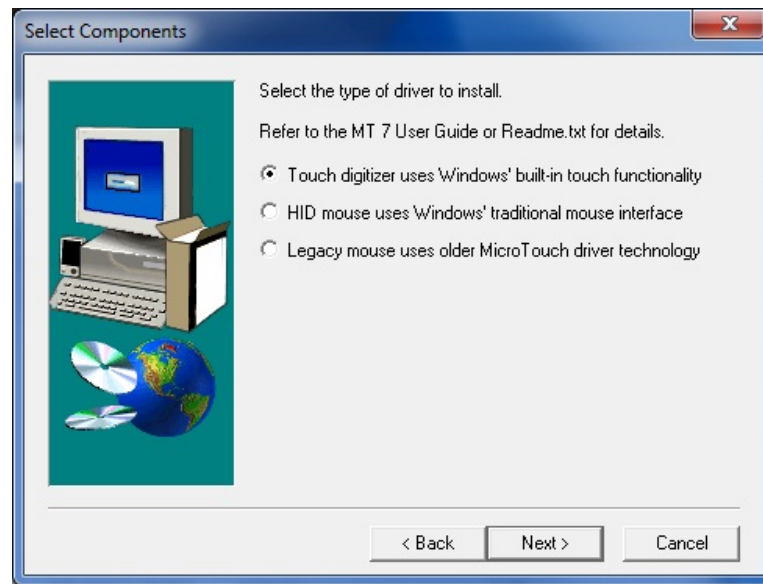 Select Components
Select the type of driver to install.
Refer to the MT 7 User Guide or Readme.txt for details.
Touch digitizer uses Windows' built-in touch functionality
HID mouse uses Windows' traditional mouse interface
Legacy mouse uses older MicroTouch driver technology
< Back
Next >
Cancel